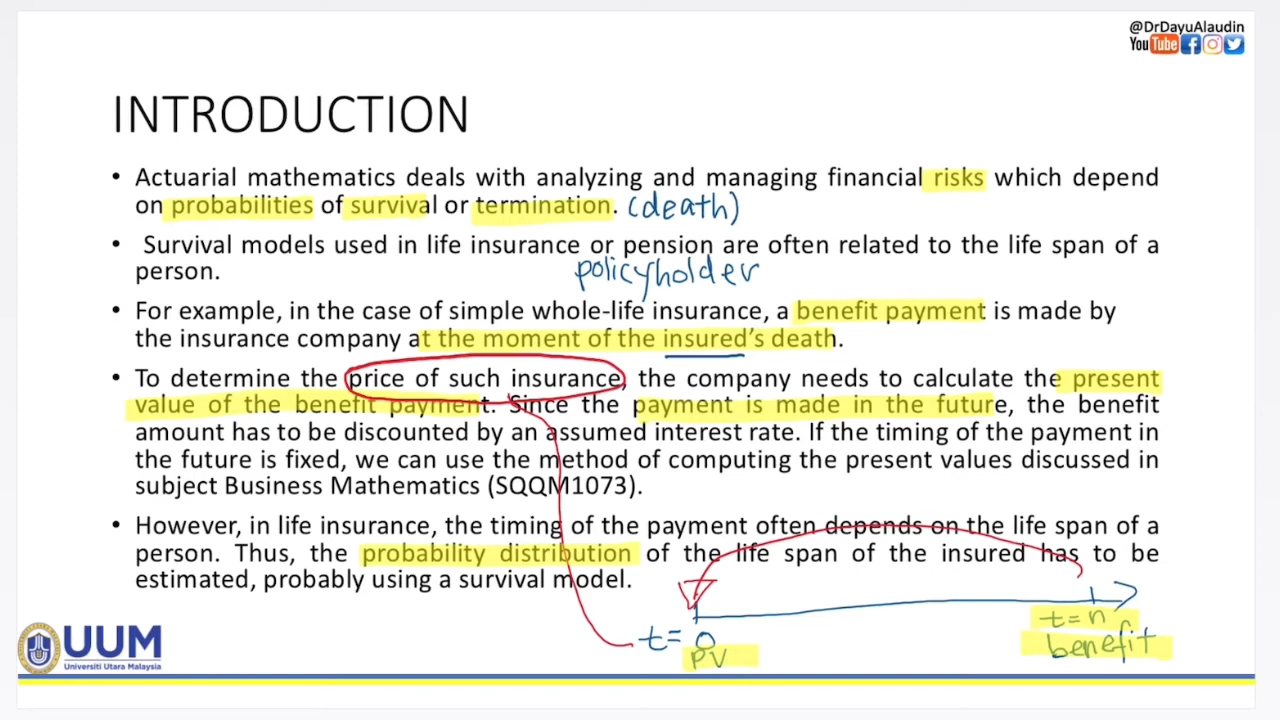 @DrDayuAlaudin
YouTube
INTRODUCTION
• Actuarial mathematics deals with analyzing and managing financial risks which depend
on probabilities of survival or termination. (death)
• Survival models used in life insurance or pension are often related to the life span of a
person.
policyholder
• For example, in the case of simple whole-life insurance, a benefit payment is made by
the insurance company at the moment of the insured's death.
• To determine the price of such insurance, the company needs to calculate the present
value of the benefit payment. Since the payment is made in the future, the benefit
amount has to be discounted by an assumed interest rate. If the timing of the payment in
the future is fixed, we can use the method of computing the present values discussed in
subject Business Mathematics (SQQM1073).
• However, in life insurance, the timing of the payment often depends on the life span of a
person. Thus, the probability distribution of the life span of the insured has to be
estimated, probably using a survival model.
t=n
t=0
benefit
PV
UUM
Universiti Utara Malaysia